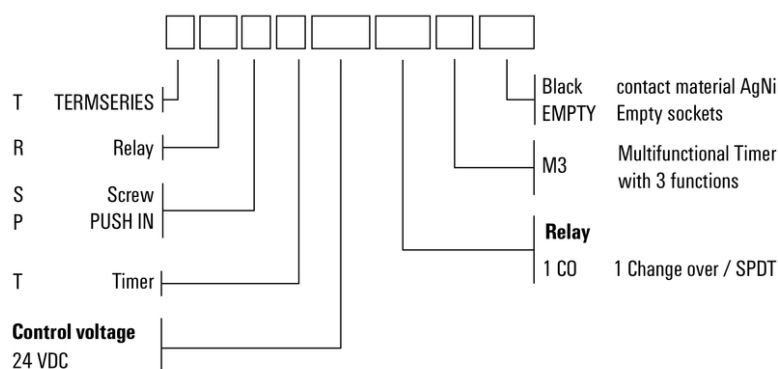 T TERMSERIES
R Relay
S Screw
P PUSH IN
T Timer
Control voltage
24 VDC
Black contact material AgNi
EMPTY Empty sockets
M3 Multifunctional Timer
with 3 functions
Relay
1 CO 1 Change over / SPDT